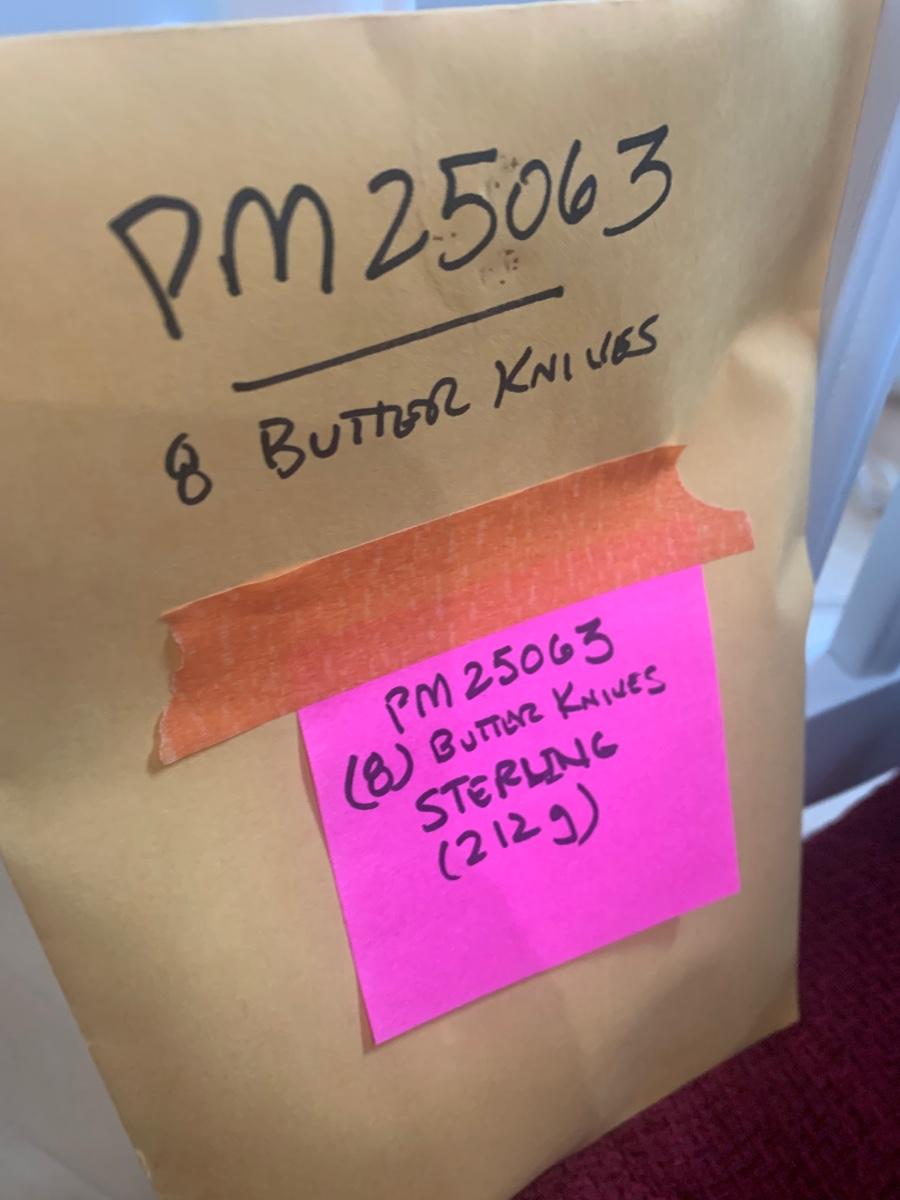 PM25063
8 BUTTER KNIVES
PM25063
(8) BUTTER KNIVES
STERLING
(212g)